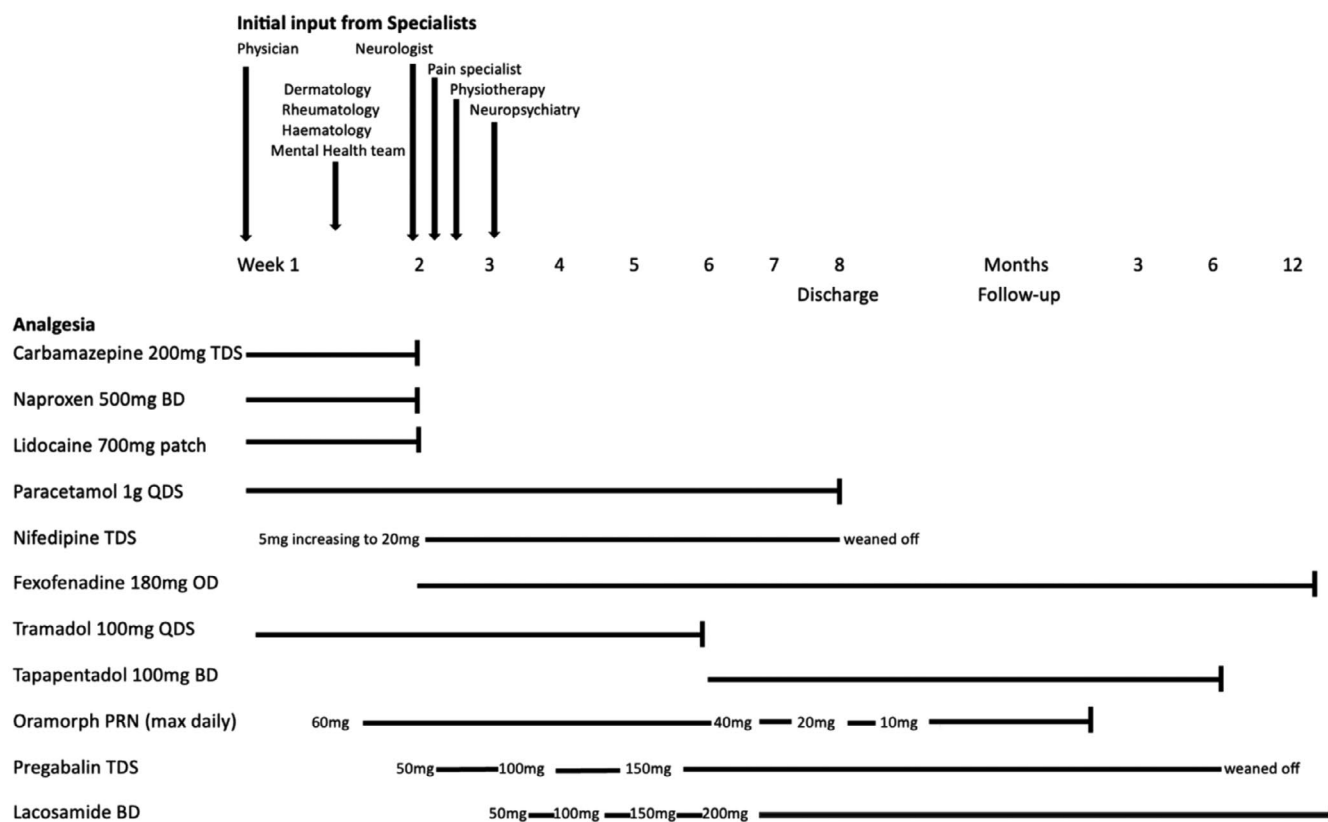 Initial input from Specialists
Physician Neurologist
Pain specialist
Dermatology Physiotherapy
Rheumatology Neuropsychiatry
Haematology
Mental Health team
Week 1 2 3 4 5 6 7 8 Months 3 6 12
Discharge Follow-up
Analgesia
Carbamazepine 200mg TDS
Naproxen 500mg BD
Lidocaine 700mg patch
Paracetamol 1g QDS
Nifedipine TDS 5mg increasing to 20mg weaned off
Fexofenadine 180mg OD
Tramadol 100mg QDS
Tapapentadol 100mg BD
Oramorph PRN (max daily) 60mg 40mg 20mg 10mg
Pregabalin TDS 50mg 100mg 150mg weaned off
Lacosamide BD 50mg 100mg 150mg 200mg